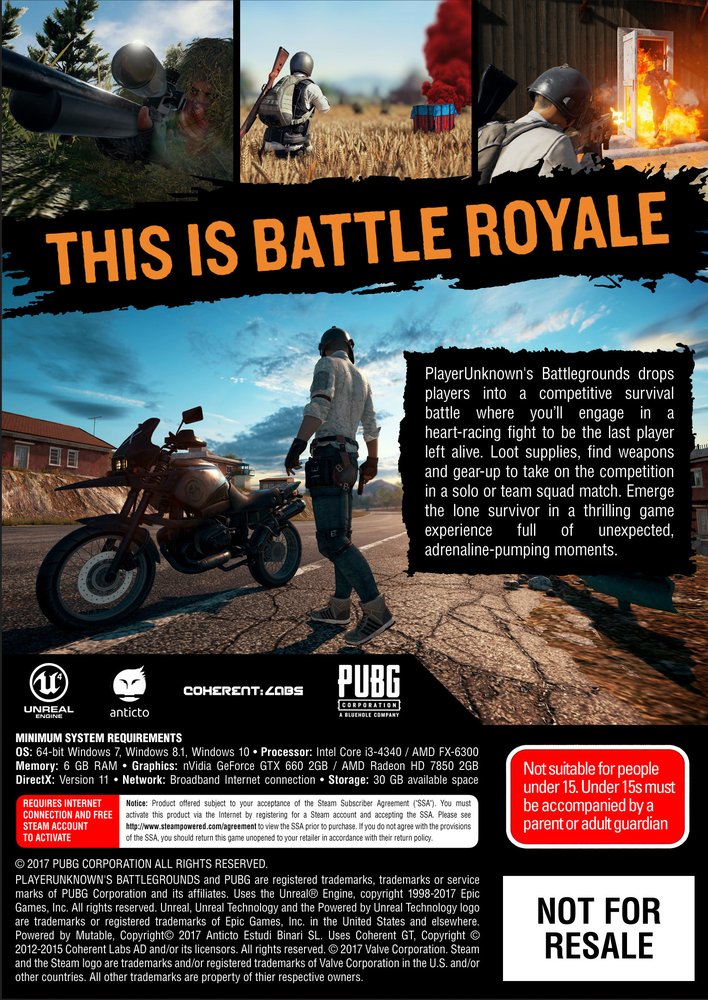 THIS IS BATTLE ROYALE
PlayerUnknown's Battlegrounds drops
players into a competitive survival
battle where you'll engage in a
heart-racing fight to be the last player
left alive. Loot supplies, find weapons
and gear-up to take on the competition
in a solo or team squad match. Emerge
the lone survivor in a thrilling game
experience full of unexpected,
adrenaline-pumping moments.
UNREAL
ENGINE
anticto
COHERENT:LABS
PUBG
CORPORATION
A BLUEHOLE COMPANY
MINIMUM SYSTEM REQUIREMENTS
OS: 64-bit Windows 7, Windows 8.1, Windows 10 • Processor: Intel Core i3-4340 / AMD FX-6300
Memory: 6 GB RAM • Graphics: nVidia GeForce GTX 660 2GB / AMD Radeon HD 7850 2GB
DirectX: Version 11 • Network: Broadband Internet connection • Storage: 30 GB available space
REQUIRES INTERNET
CONNECTION AND FREE
STEAM ACCOUNT
TO ACTIVATE
Notice: Product offered subject to your acceptance of the Steam Subscriber Agreement ("SSA"). You must
activate this product via the Internet by registering for a Steam account and accepting the SSA. Please see
http://www.steampowered.com/agreement to view the SSA prior to purchase. If you do not agree with the provisions
of the SSA, you should return this game unopened to your retailer in accordance with their return policy.
Not suitable for people
under 15. Under 15s must
be accompanied by a
parent or adult guardian
© 2017 PUBG CORPORATION ALL RIGHTS RESERVED.
PLAYERUNKNOWN'S BATTLEGROUNDS and PUBG are registered trademarks, trademarks or service
marks of PUBG Corporation and its affiliates. Uses the Unreal® Engine, copyright 1998-2017 Epic
Games, Inc. All rights reserved. Unreal, Unreal Technology and the Powered by Unreal Technology logo
are trademarks or registered trademarks of Epic Games, Inc. in the United States and elsewhere.
Powered by Mutable, Copyright© 2017 Anticto Estudi Binari SL. Uses Coherent GT, Copyright ©
2012-2015 Coherent Labs AD and/or its licensors. All rights reserved. © 2017 Valve Corporation. Steam
and the Steam logo are trademarks and/or registered trademarks of Valve Corporation in the U.S. and/or
other countries. All other trademarks are property of thier respective owners.
NOT FOR
RESALE